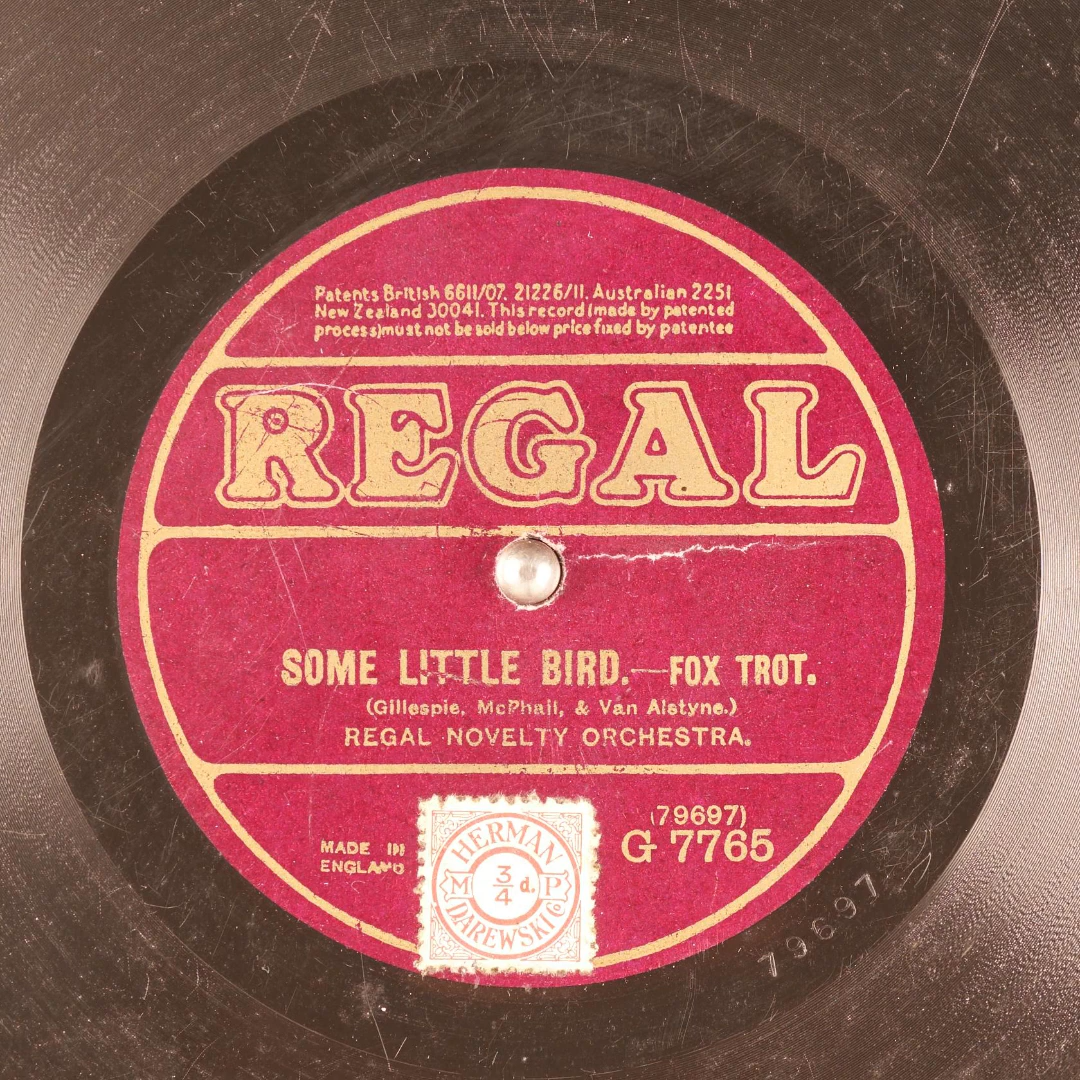 Patents British 6611/07. 21226/11. Australian 2251
New Zealand 30041. This record (made by patented
process) must not be sold below price fixed by patentee
REGAL
SOME LITTLE BIRD.—FOX TROT.
(Gillespie, McPhail, & Van Alstyne.)
REGAL NOVELTY ORCHESTRA.
MADE IN
ENGLAND
HERMAN
M 3/4 d. P
DAREWSKI Co
(79697)
G 7765
79697